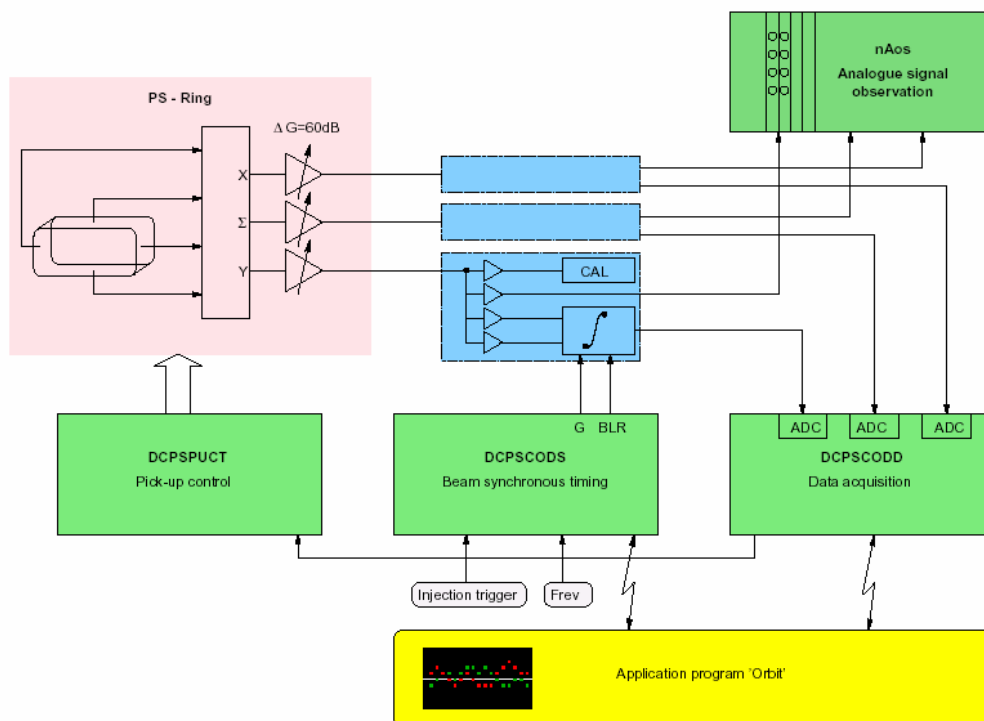 nAos
Analogue signal
observation
PS - Ring
Δ G=60dB
X
Σ
Y
CAL
G BLR
ADC ADC ADC
DCPSPUCT
Pick-up control
DCPSCODS
Beam synchronous timing
DCPSCODD
Data acquisition
Injection trigger
Frev
Application program 'Orbit'